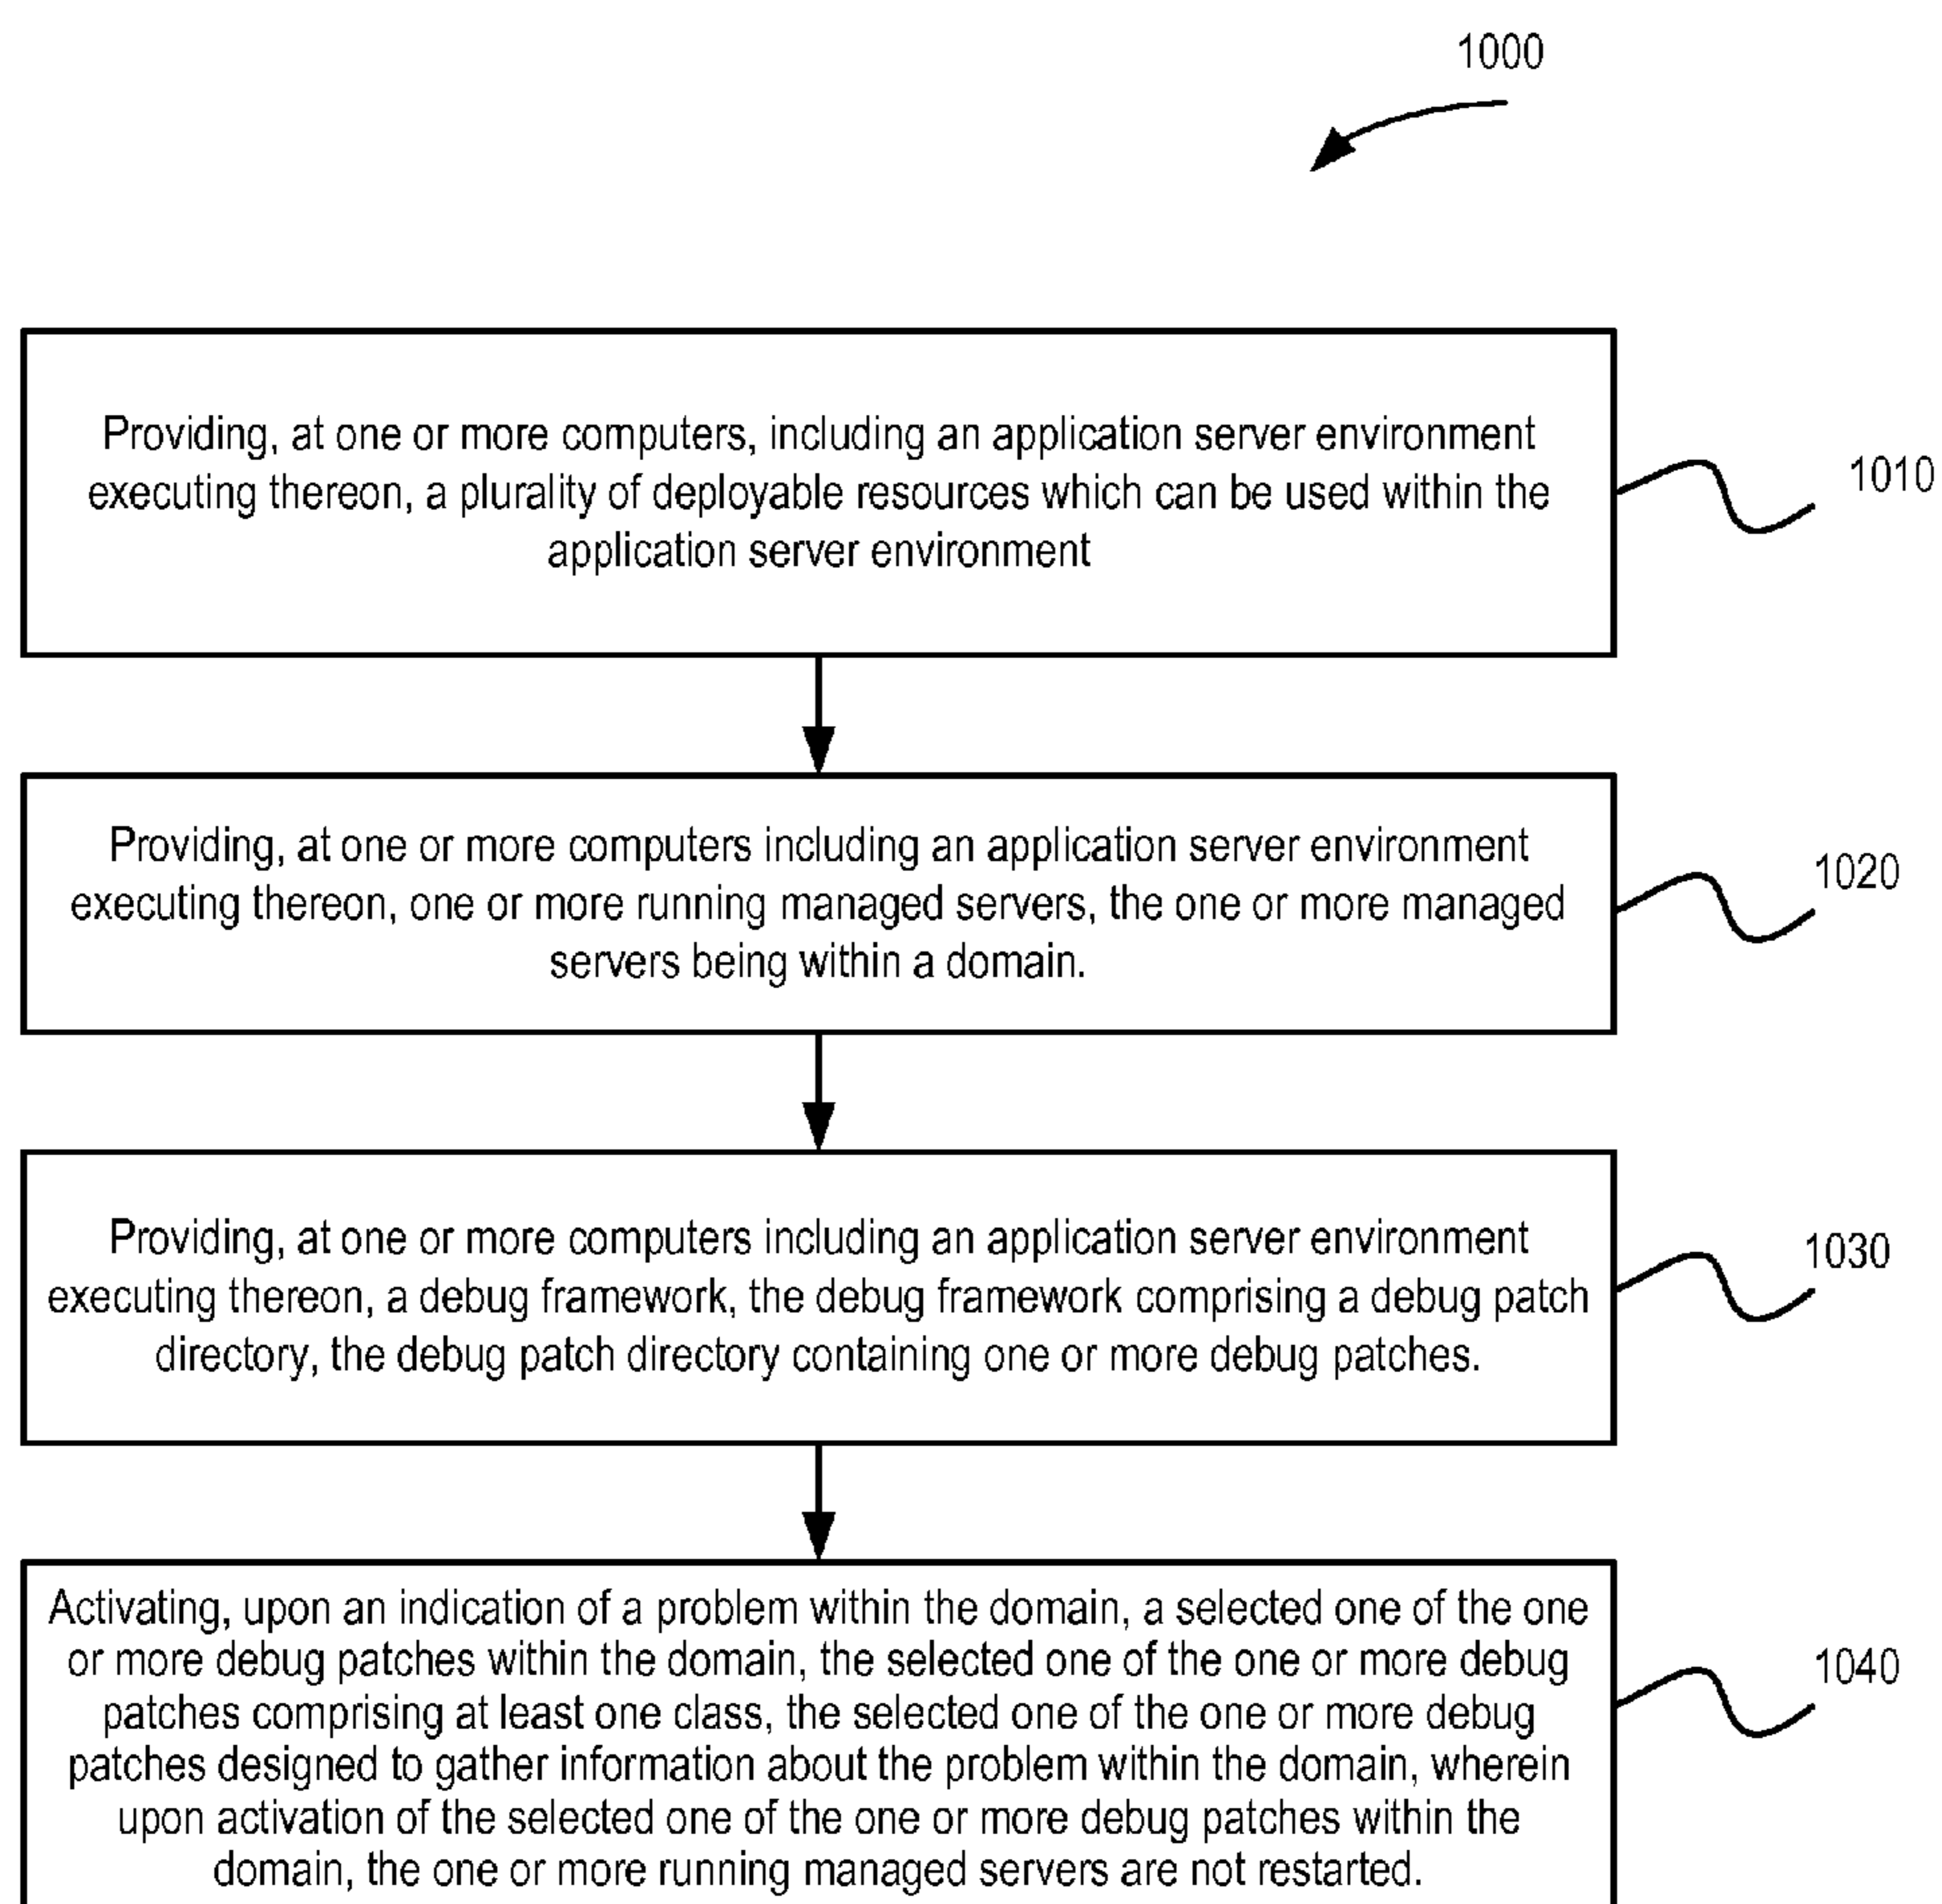 1000
Providing, at one or more computers, including an application server environment
executing thereon, a plurality of deployable resources which can be used within the
application server environment
1010
Providing, at one or more computers including an application server environment
executing thereon, one or more running managed servers, the one or more managed
servers being within a domain.
1020
Providing, at one or more computers including an application server environment
executing thereon, a debug framework, the debug framework comprising a debug patch
directory, the debug patch directory containing one or more debug patches.
1030
Activating, upon an indication of a problem within the domain, a selected one of the one
or more debug patches within the domain, the selected one of the one or more debug
patches comprising at least one class, the selected one of the one or more debug
patches designed to gather information about the problem within the domain, wherein
upon activation of the selected one of the one or more debug patches within the
domain, the one or more running managed servers are not restarted.
1040